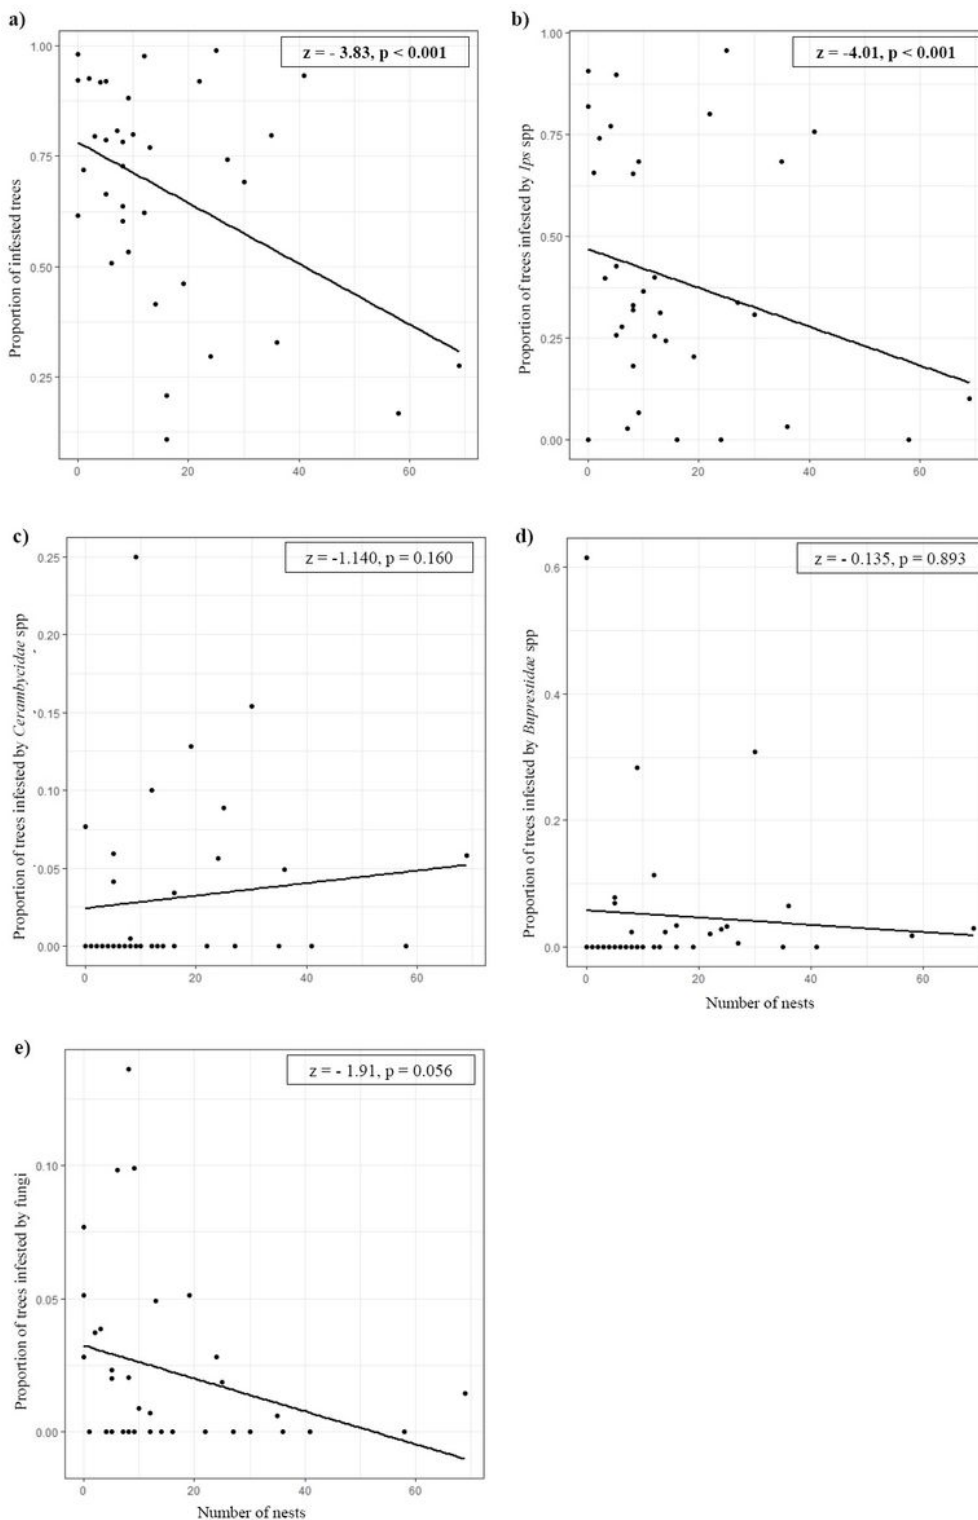 a)
z = - 3.83, p < 0.001
Proportion of infested trees
1.00
0.75
0.50
0.25
0
20
40
60
b)
z = -4.01, p < 0.001
Proportion of trees infested by Ips spp
1.00
0.75
0.50
0.25
0.00
0
20
40
60
c)
z = -1.140, p = 0.160
Proportion of trees infested by Cerambycidae spp
0.25
0.20
0.15
0.10
0.05
0.00
0
20
40
60
d)
z = - 0.135, p = 0.893
Proportion of trees infested by Buprestidae spp
0.6
0.4
0.2
0.0
0
20
40
60
Number of nests
e)
z = - 1.91, p = 0.056
Proportion of trees infested by fungi
0.10
0.05
0.00
0
20
40
60
Number of nests